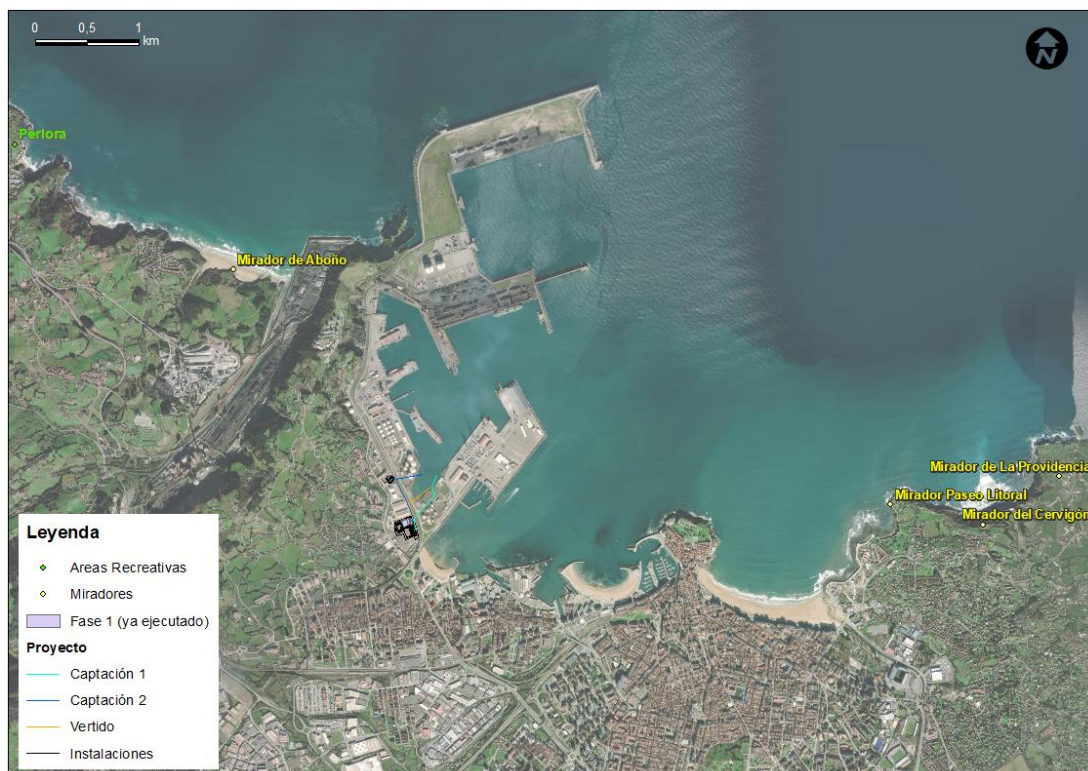 0 0,5 1
km
N
Perlora
Mirador de Aboño
Mirador de La Providencia
Mirador Paseo Litoral
Mirador del Cervigón
Leyenda
Areas Recreativas
Miradores
Fase 1 (ya ejecutado)
Proyecto
Captación 1
Captación 2
Vertido
Instalaciones